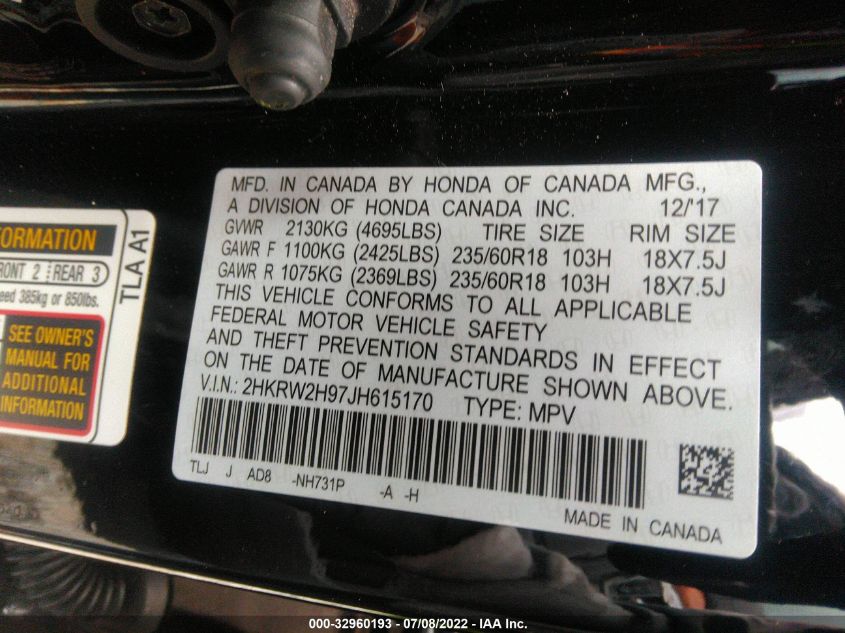 MFD. IN CANADA BY HONDA OF CANADA MFG.,
A DIVISION OF HONDA CANADA INC. 12/'17
GVWR 2130KG (4695LBS) TIRE SIZE RIM SIZE
GAWR F 1100KG (2425LBS) 235/60R18 103H 18X7.5J
GAWR R 1075KG (2369LBS) 235/60R18 103H 18X7.5J
THIS VEHICLE CONFORMS TO ALL APPLICABLE
FEDERAL MOTOR VEHICLE SAFETY
AND THEFT PREVENTION STANDARDS IN EFFECT
ON THE DATE OF MANUFACTURE SHOWN ABOVE.
V.I.N.: 2HKRW2H97JH615170 TYPE: MPV
TLJ J AD8 -NH731P -A -H
MADE IN CANADA
ORMATION
RONT 2 REAR 3
eed 385kg or 850lbs.
TLA A1
SEE OWNER'S
MANUAL FOR
ADDITIONAL
INFORMATION
000-32960193 - 07/08/2022 - IAA Inc.